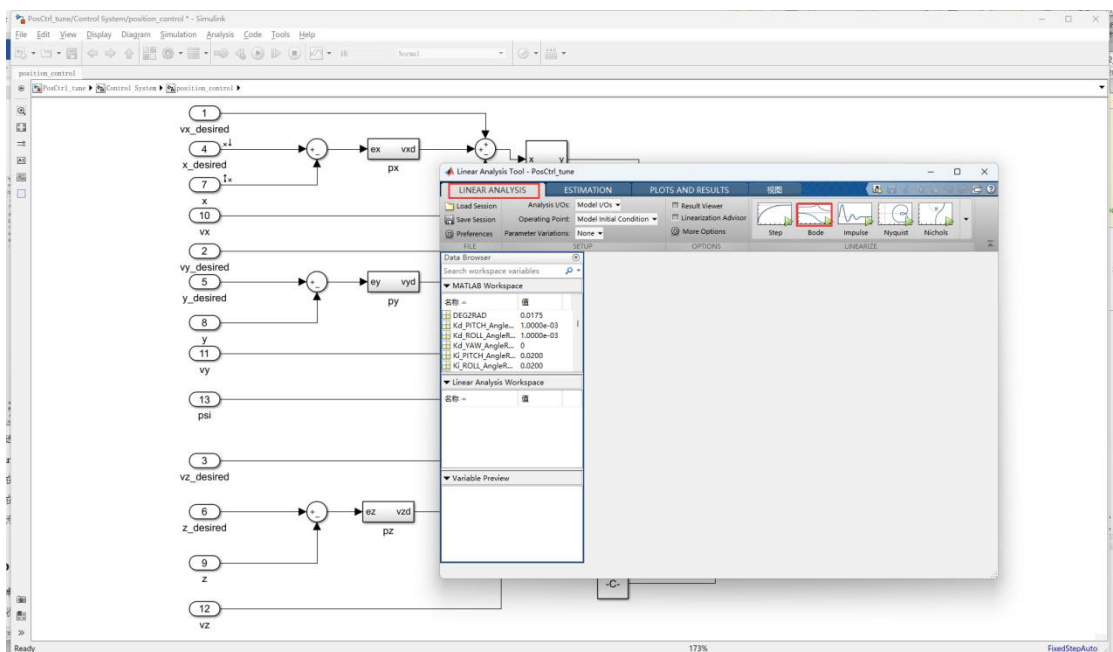 PosCtrl_tune/Control System/position_control * - Simulink
File Edit View Display Diagram Simulation Analysis Code Tools Help
10 Normal
position_control
PosCtrl_tune Control System position_control
1
vx_desired
4
x_desired
ex vxd
px
x y
7
x
10
vx
2
vy_desired
5
y_desired
ey vyd
py
8
y
11
vy
13
psi
3
vz_desired
6
z_desired
ez vzd
pz
9
z
12
vz
-C-
Linear Analysis Tool - PosCtrl_tune
LINEAR ANALYSIS ESTIMATION PLOTS AND RESULTS 视图
Load Session Analysis I/Os: Model I/Os Result Viewer
Save Session Operating Point: Model Initial Condition Linearization Advisor
Preferences Parameter Variations: None More Options
Step Bode Impulse Nyquist Nichols
FILE SETUP OPTIONS LINEARIZE
Data Browser
Search workspace variables
MATLAB Workspace
名称 值
DEG2RAD 0.0175
Kd_PITCH_Angle... 1.0000e-03
Kd_ROLL_AngleR... 1.0000e-03
Kd_YAW_AngleR... 0
Ki_PITCH_AngleR... 0.0200
Ki_ROLL_AngleR... 0.0200
Linear Analysis Workspace
名称 值
Variable Preview
Ready 173% FixedStepAuto